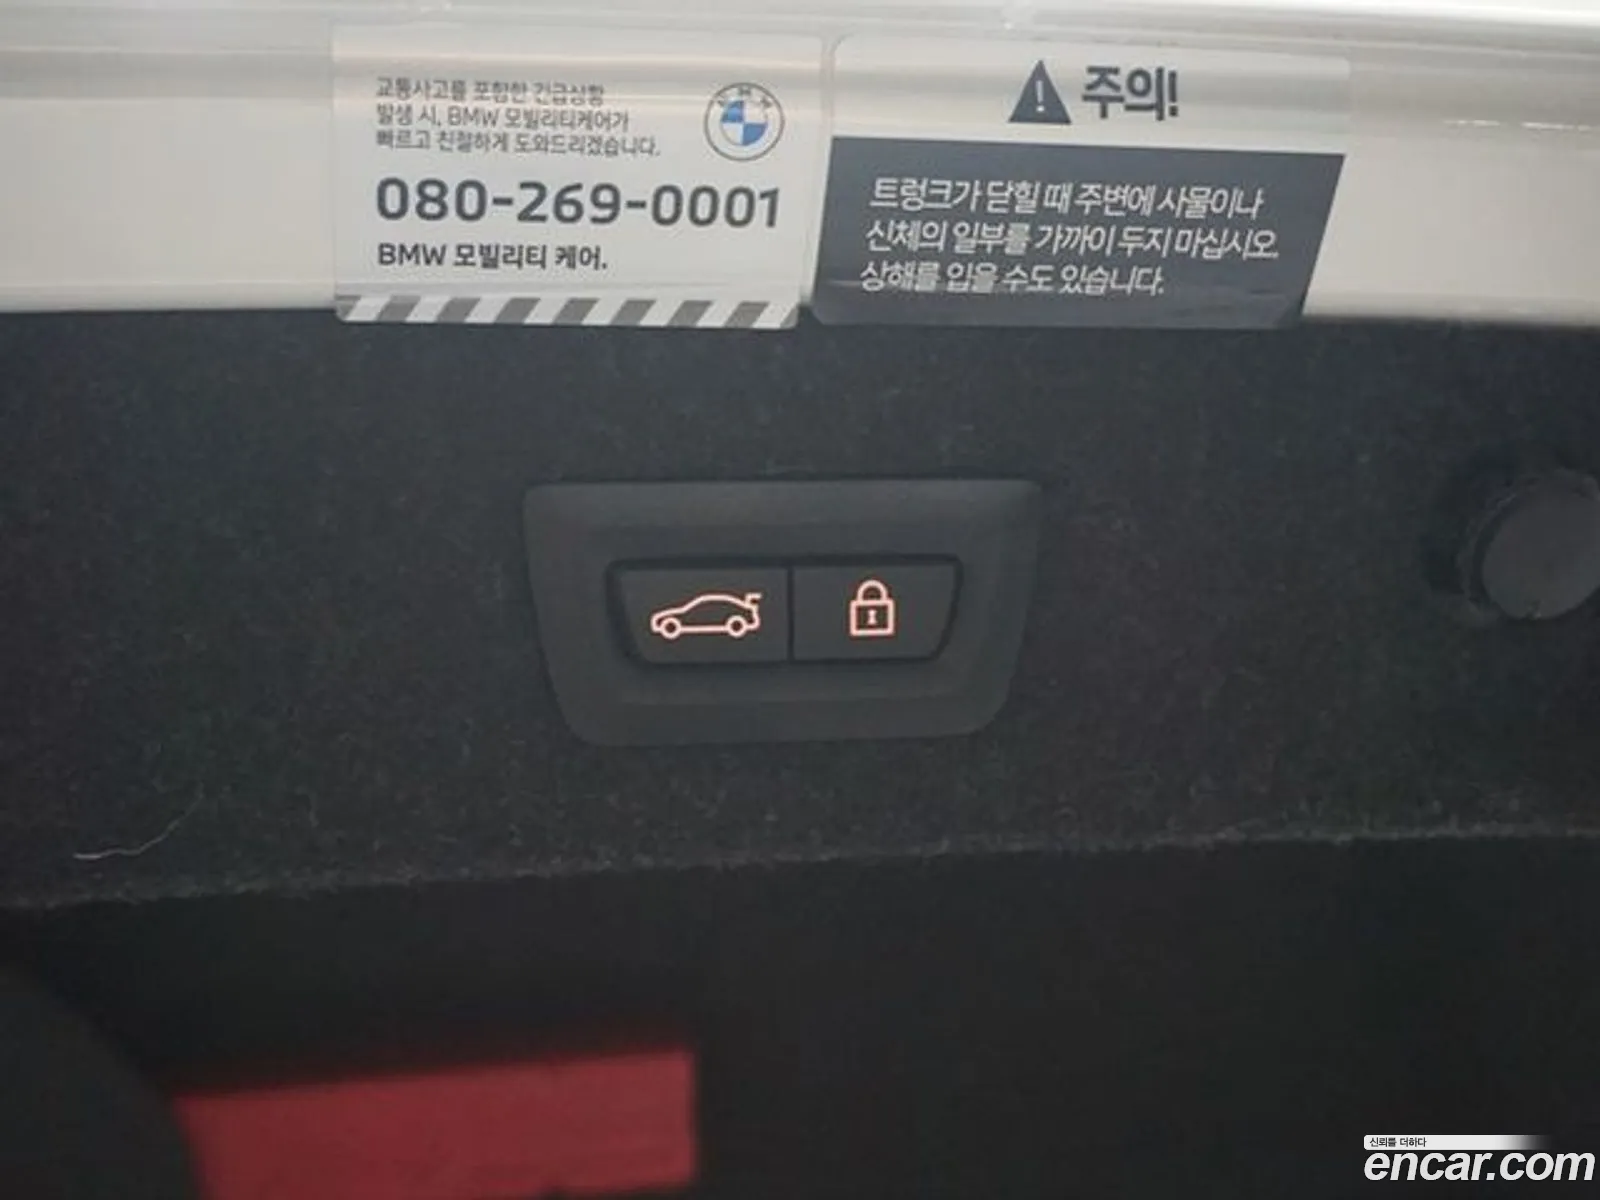 교통사고를 포함한 긴급상황
발생 시, BMW 모빌리티케어가
빠르고 친절하게 도와드리겠습니다.
BMW
080-269-0001
BMW 모빌리티 케어.
주의!
트렁크가 닫힐 때 주변에 사물이나
신체의 일부를 가까이 두지 마십시오.
상해를 입을 수도 있습니다.
신뢰를 더하다
encar.com